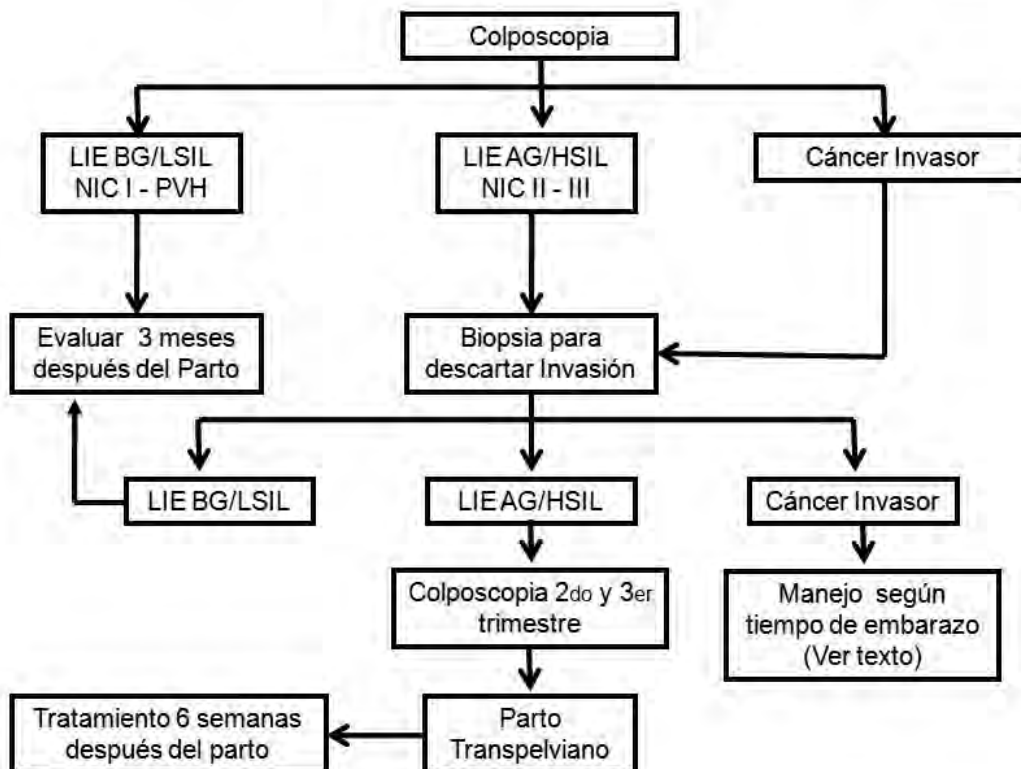 Colposcopia
LIE BG/LSIL
NIC I - PVH
LIE AG/HSIL
NIC II - III
Cáncer Invasor
Evaluar 3 meses
después del Parto
Biopsia para
descartar Invasión
LIE BG/LSIL
LIE AG/HSIL
Cáncer Invasor
Colposcopia 2do y 3er
trimestre
Manejo según
tiempo de embarazo
(Ver texto)
Tratamiento 6 semanas
después del parto
Parto
Transpelviano